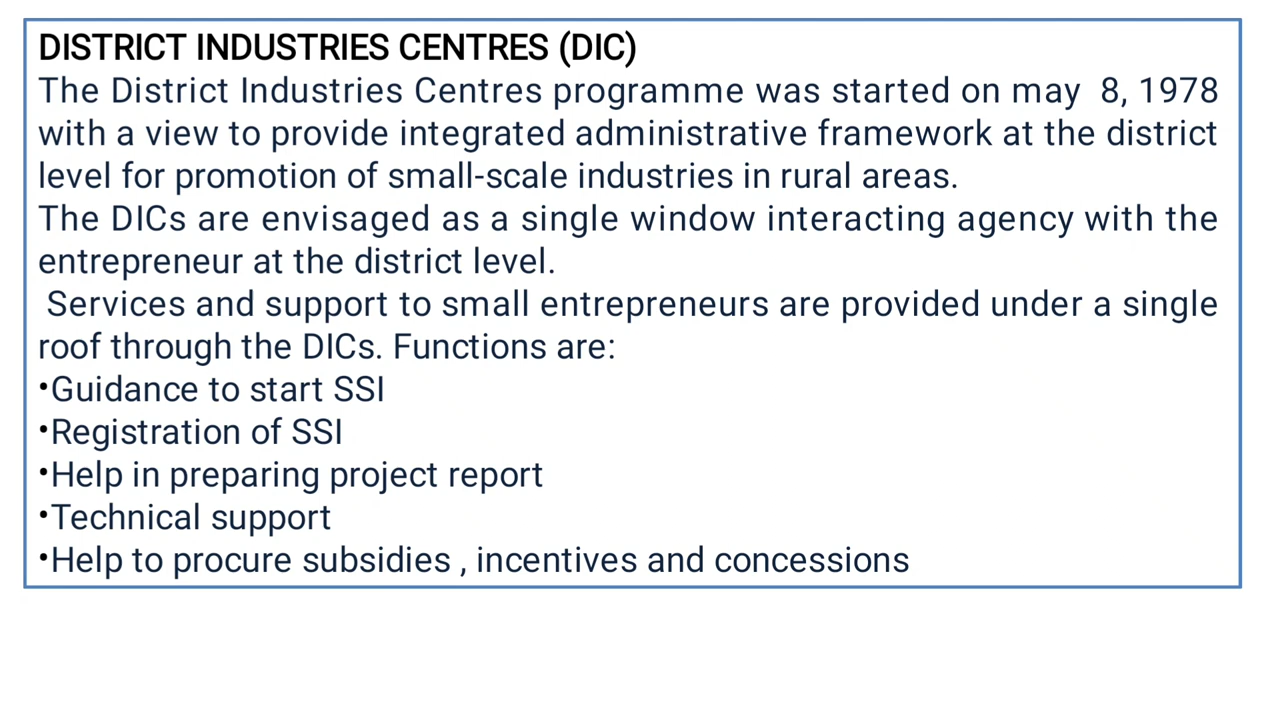 DISTRICT INDUSTRIES CENTRES (DIC)
The District Industries Centres programme was started on may  8, 1978
with a view to provide integrated administrative framework at the district
level for promotion of small-scale industries in rural areas.
The DICs are envisaged as a single window interacting agency with the
entrepreneur at the district level.
Services and support to small entrepreneurs are provided under a single
roof through the DICs. Functions are:
•Guidance to start SSI
•Registration of SSI
•Help in preparing project report
•Technical support
•Help to procure subsidies , incentives and concessions